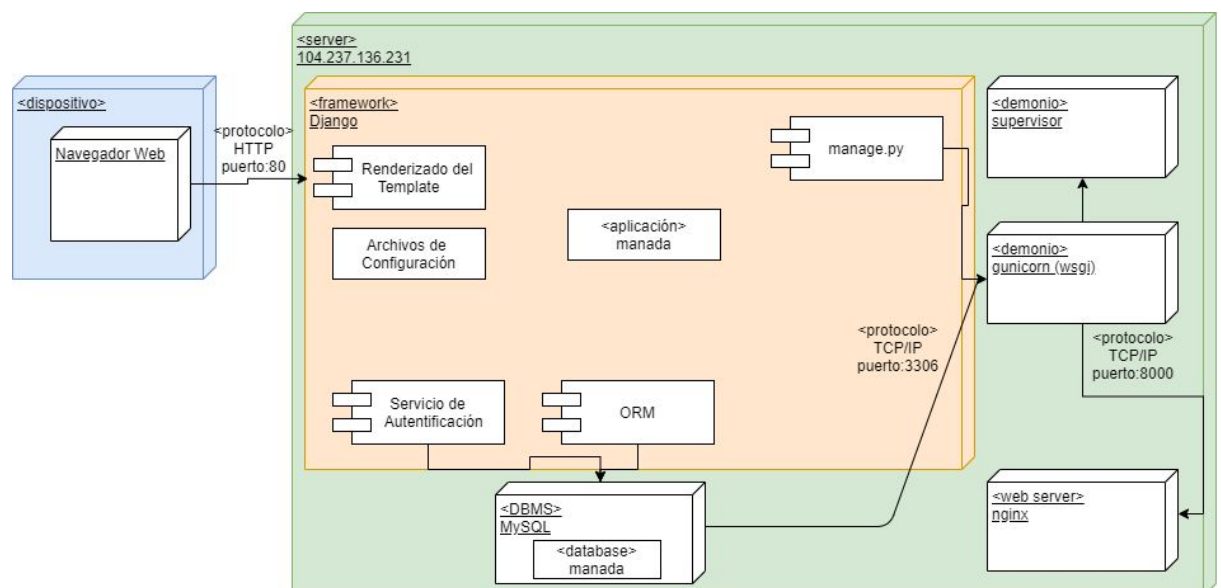 <server>
104.237.136.231
<dispositivo>
Navegador Web
<protocolo>
HTTP
puerto:80
<framework>
Django
Renderizado del
Template
Archivos de
Configuración
<aplicación>
manada
manage.py
<demonio>
supervisor
<demonio>
gunicorn (wsgi)
<protocolo>
TCP/IP
puerto:3306
<protocolo>
TCP/IP
puerto:8000
Servicio de
Autentificación
ORM
<DBMS>
MySQL
<database>
manada
<web server>
nginx